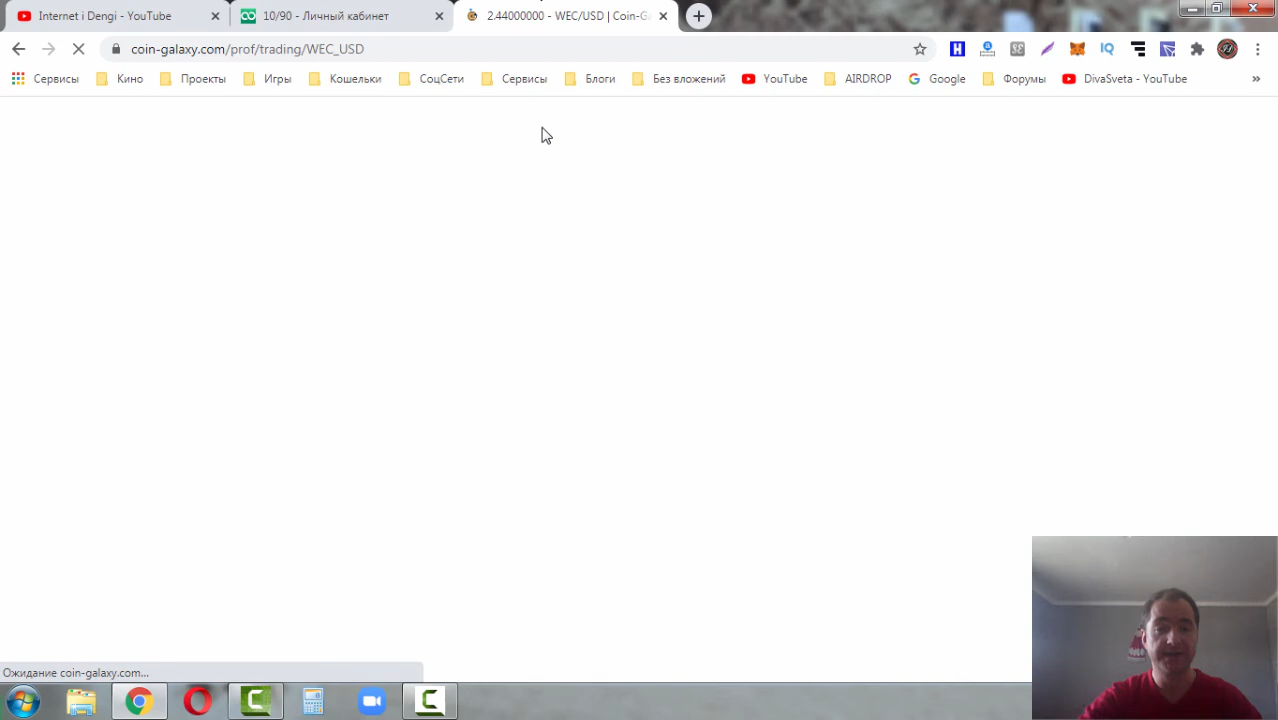 Internet i Dengi - YouTube
10/90 - Личный кабинет
2.44000000 - WEC/USD | Coin-Ga
coin-galaxy.com/prof/trading/WEC_USD
Сервисы
Кино
Проекты
Игры
Кошельки
СоцСети
Сервисы
Блоги
Без вложений
YouTube
AIRDROP
Google
Форумы
DivaSveta - YouTube
Ожидание coin-galaxy.com...